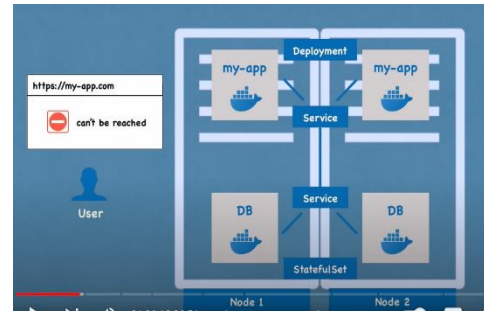 Deployment
my-app
my-app
https://my-app.com
can't be reached
Service
User
Service
DB
DB
StatefulSet
Node 1
Node 2